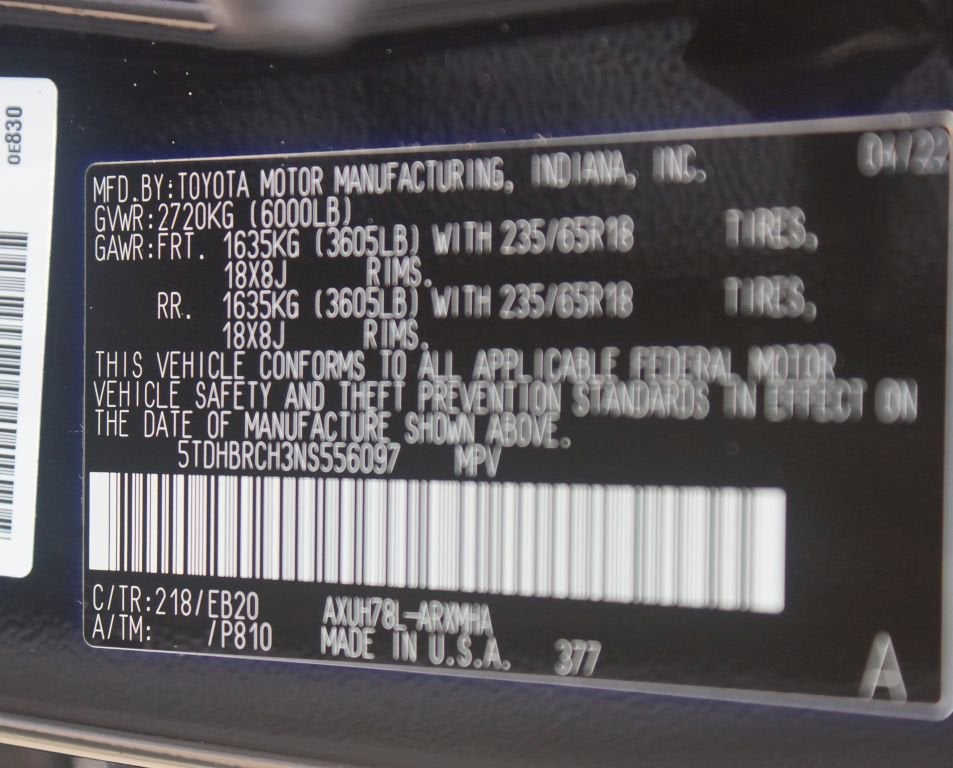 0E830
04/22
MFD.BY:TOYOTA MOTOR MANUFACTURING, INDIANA, INC.
GVWR:2720KG (6000LB)
GAWR:FRT. 1635KG (3605LB) WITH 235/65R18 TIRES,
18X8J RIMS.
RR. 1635KG (3605LB) WITH 235/65R18 TIRES,
18X8J RIMS.
THIS VEHICLE CONFORMS TO ALL APPLICABLE FEDERAL MOTOR
VEHICLE SAFETY AND THEFT PREVENTION STANDARDS IN EFFECT ON
THE DATE OF MANUFACTURE SHOWN ABOVE.
5TDHBRCH3NS556097 MPV
C/TR:218/EB20 AXUH78L-ARXMHA
A/TM: /P810 MADE IN U.S.A. 377
A